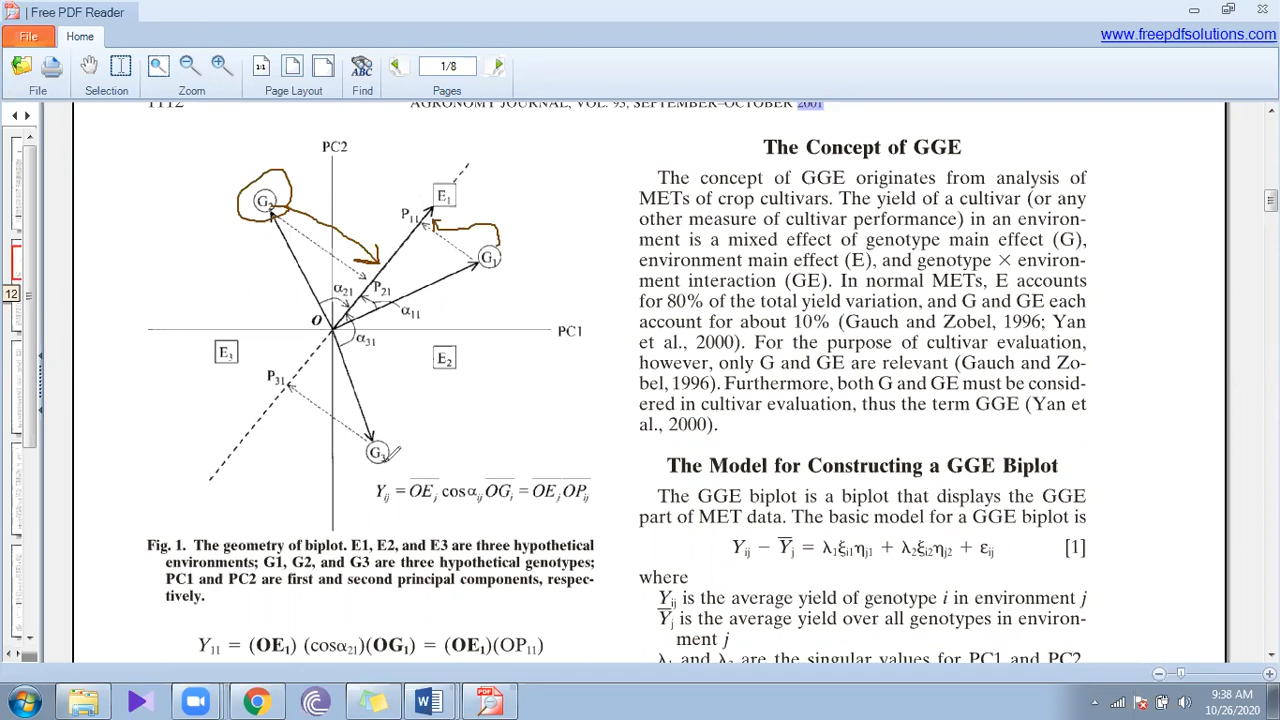 | Free PDF Reader
File
Home
www.freepdfsolutions.com
1/8
File
Selection
Zoom
Page Layout
Find
Pages
1112
AGRONOMY JOURNAL, VOL. 93, SEPTEMBER–OCTOBER 2001
PC2
G2
E1
P11
G1
P21
α21
α11
O
PC1
α31
E3
E2
P31
G3
Yij = OEj cosαij OGi = OEj OPij
Fig. 1. The geometry of biplot. E1, E2, and E3 are three hypothetical
environments; G1, G2, and G3 are three hypothetical genotypes;
PC1 and PC2 are first and second principal components, respec-
tively.
Y11 = (OE1) (cosα21)(OG1) = (OE1)(OP11)
The Concept of GGE
The concept of GGE originates from analysis of
METs of crop cultivars. The yield of a cultivar (or any
other measure of cultivar performance) in an environ-
ment is a mixed effect of genotype main effect (G),
environment main effect (E), and genotype × environ-
ment interaction (GE). In normal METs, E accounts
for 80% of the total yield variation, and G and GE each
account for about 10% (Gauch and Zobel, 1996; Yan
et al., 2000). For the purpose of cultivar evaluation,
however, only G and GE are relevant (Gauch and Zo-
bel, 1996). Furthermore, both G and GE must be consid-
ered in cultivar evaluation, thus the term GGE (Yan et
al., 2000).
The Model for Constructing a GGE Biplot
The GGE biplot is a biplot that displays the GGE
part of MET data. The basic model for a GGE biplot is
Yij − Y̅j = λ1ξi1ηj1 + λ2ξi2ηj2 + εij [1]
where
Yij is the average yield of genotype i in environment j
Y̅j is the average yield over all genotypes in environ-
ment j
λ1 and λ2 are the singular values for PC1 and PC2,
12
9:38 AM
10/26/2020